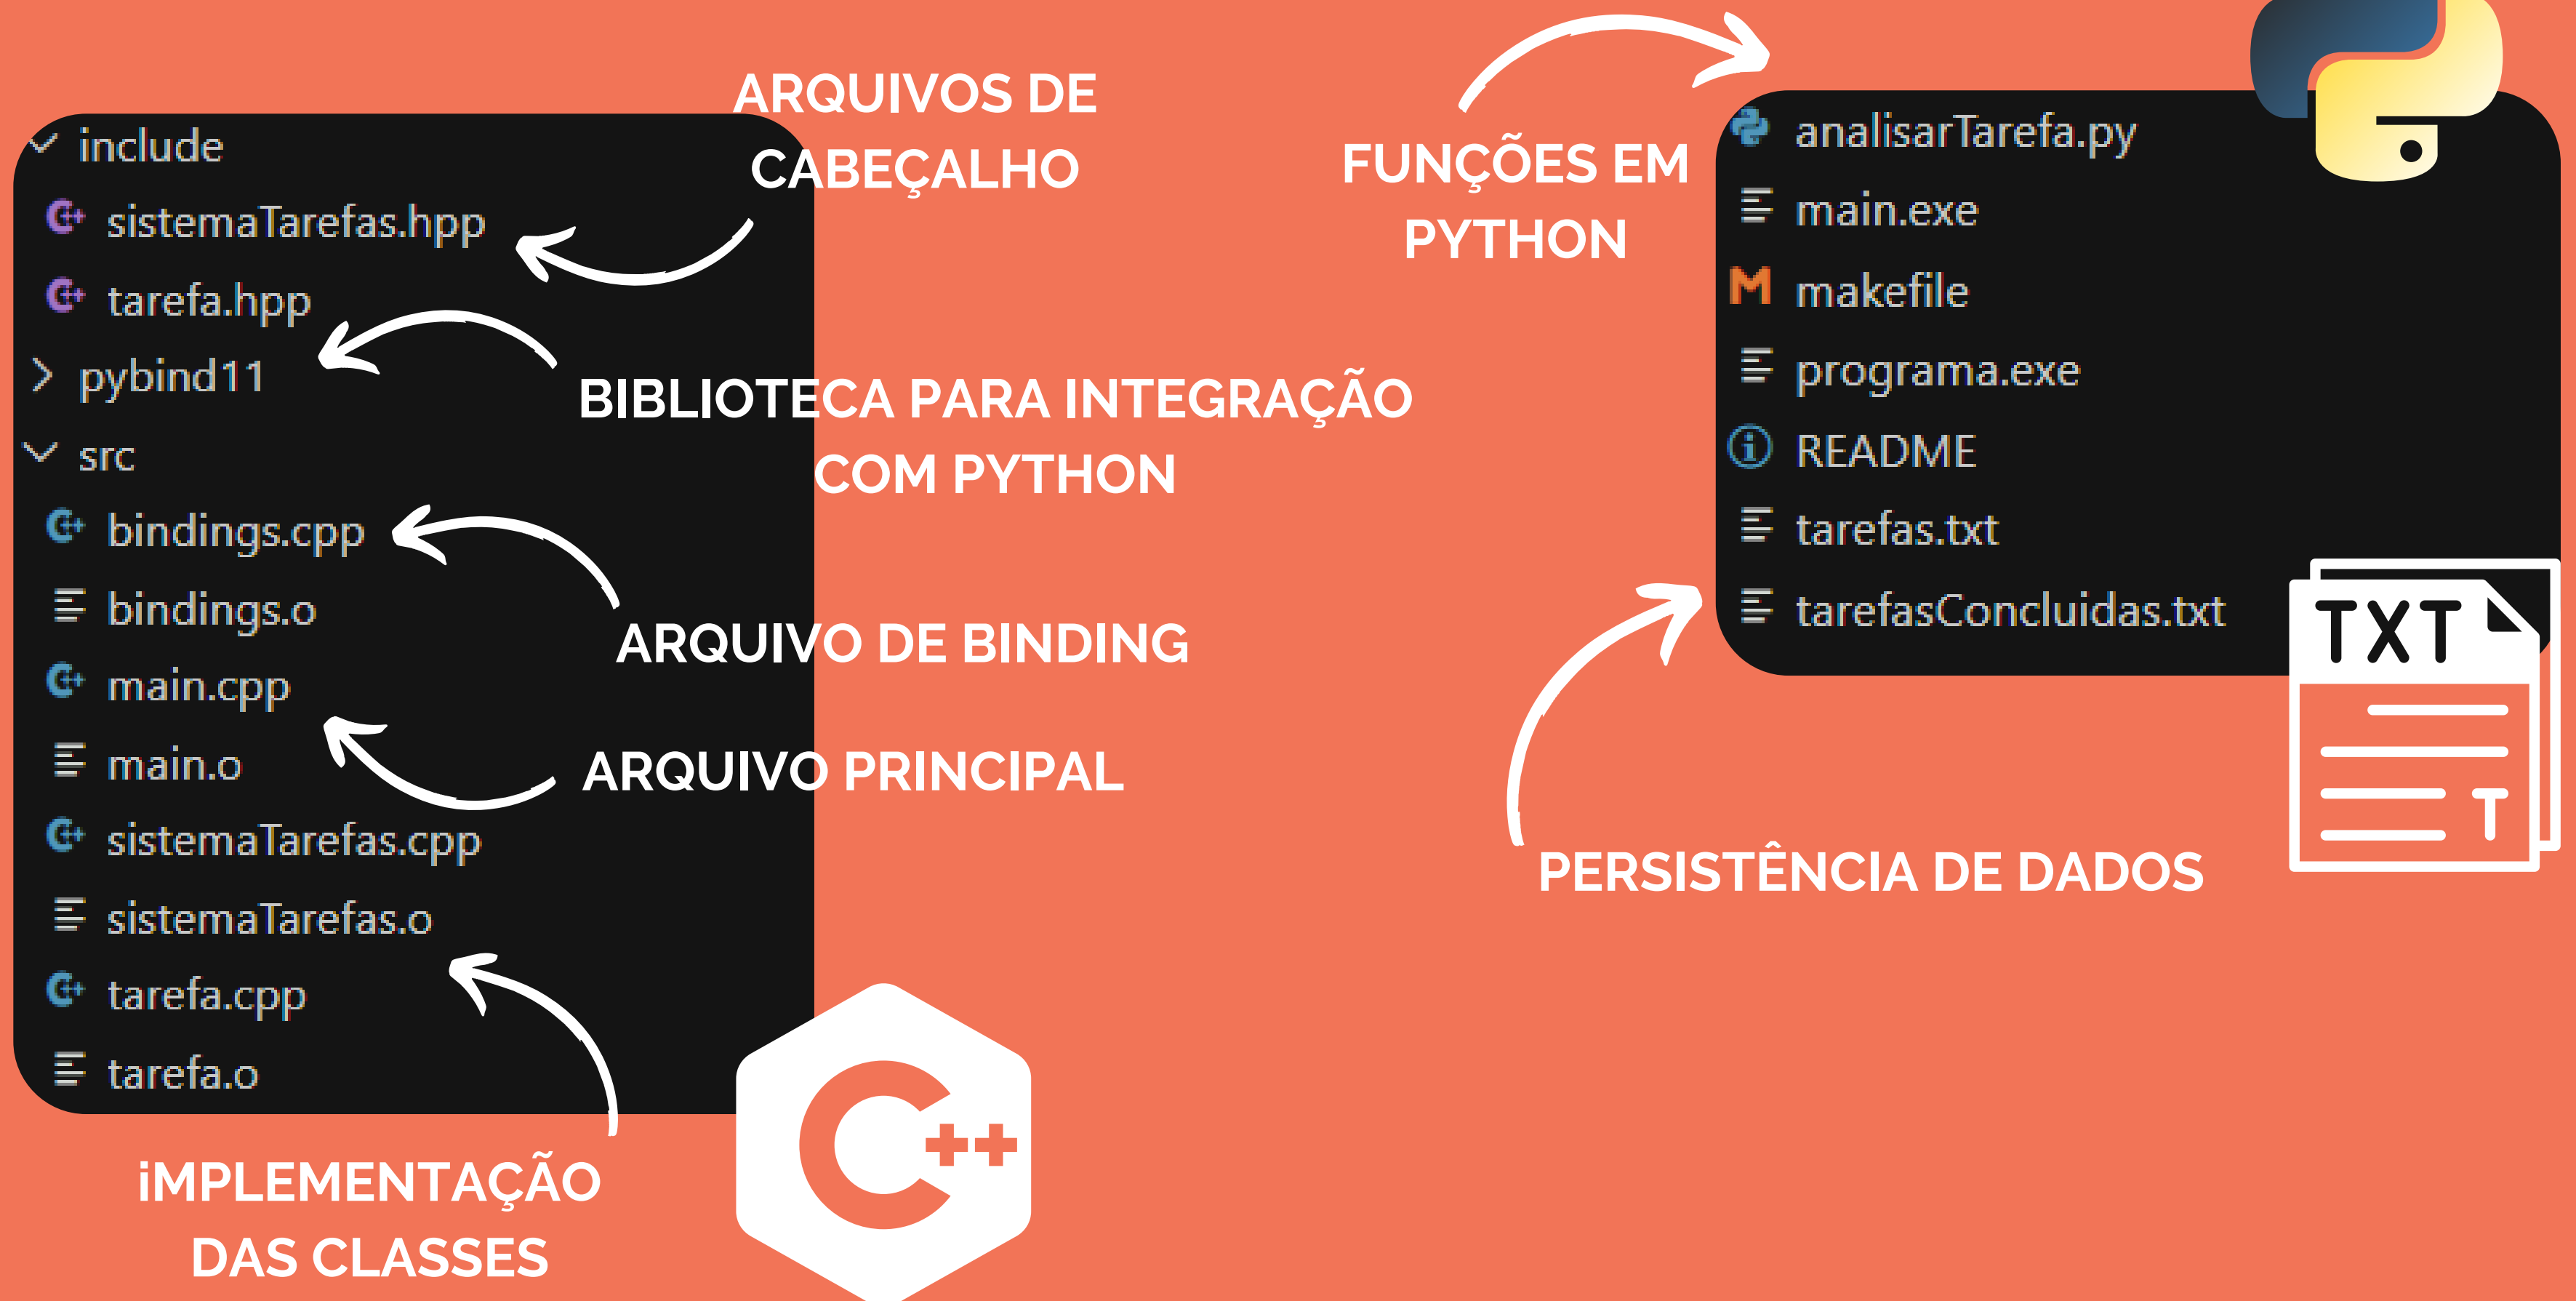 ARQUIVOS DE
CABEÇALHO
include
sistemaTarefas.hpp
tarefa.hpp
pybind11
BIBLIOTECA PARA INTEGRAÇÃO
COM PYTHON
src
bindings.cpp
bindings.o
ARQUIVO DE BINDING
main.cpp
main.o
ARQUIVO PRINCIPAL
sistemaTarefas.cpp
sistemaTarefas.o
tarefa.cpp
tarefa.o
iMPLEMENTAÇÃO
DAS CLASSES
C++
FUNÇÕES EM
PYTHON
analisarTarefa.py
main.exe
M makefile
programa.exe
README
tarefas.txt
tarefasConcluidas.txt
TXT
T
PERSISTÊNCIA DE DADOS